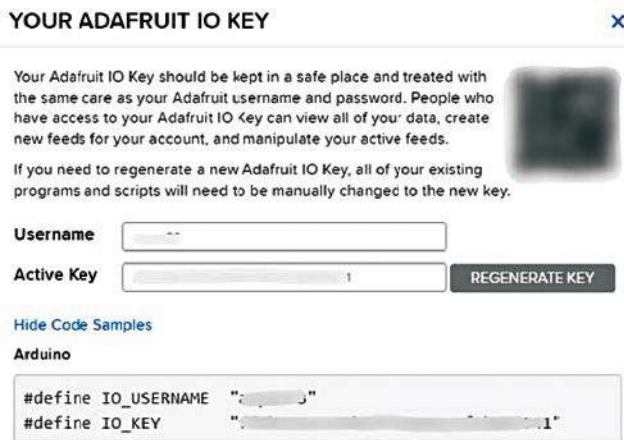 YOUR ADAFRUIT IO KEY
Your Adafruit IO Key should be kept in a safe place and treated with
the same care as your Adafruit username and password. People who
have access to your Adafruit IO Key can view all of your data, create
new feeds for your account, and manipulate your active feeds.
If you need to regenerate a new Adafruit IO Key, all of your existing
programs and scripts will need to be manually changed to the new key.
Username
Active Key
REGENERATE KEY
Hide Code Samples
Arduino
#define IO_USERNAME
#define IO_KEY